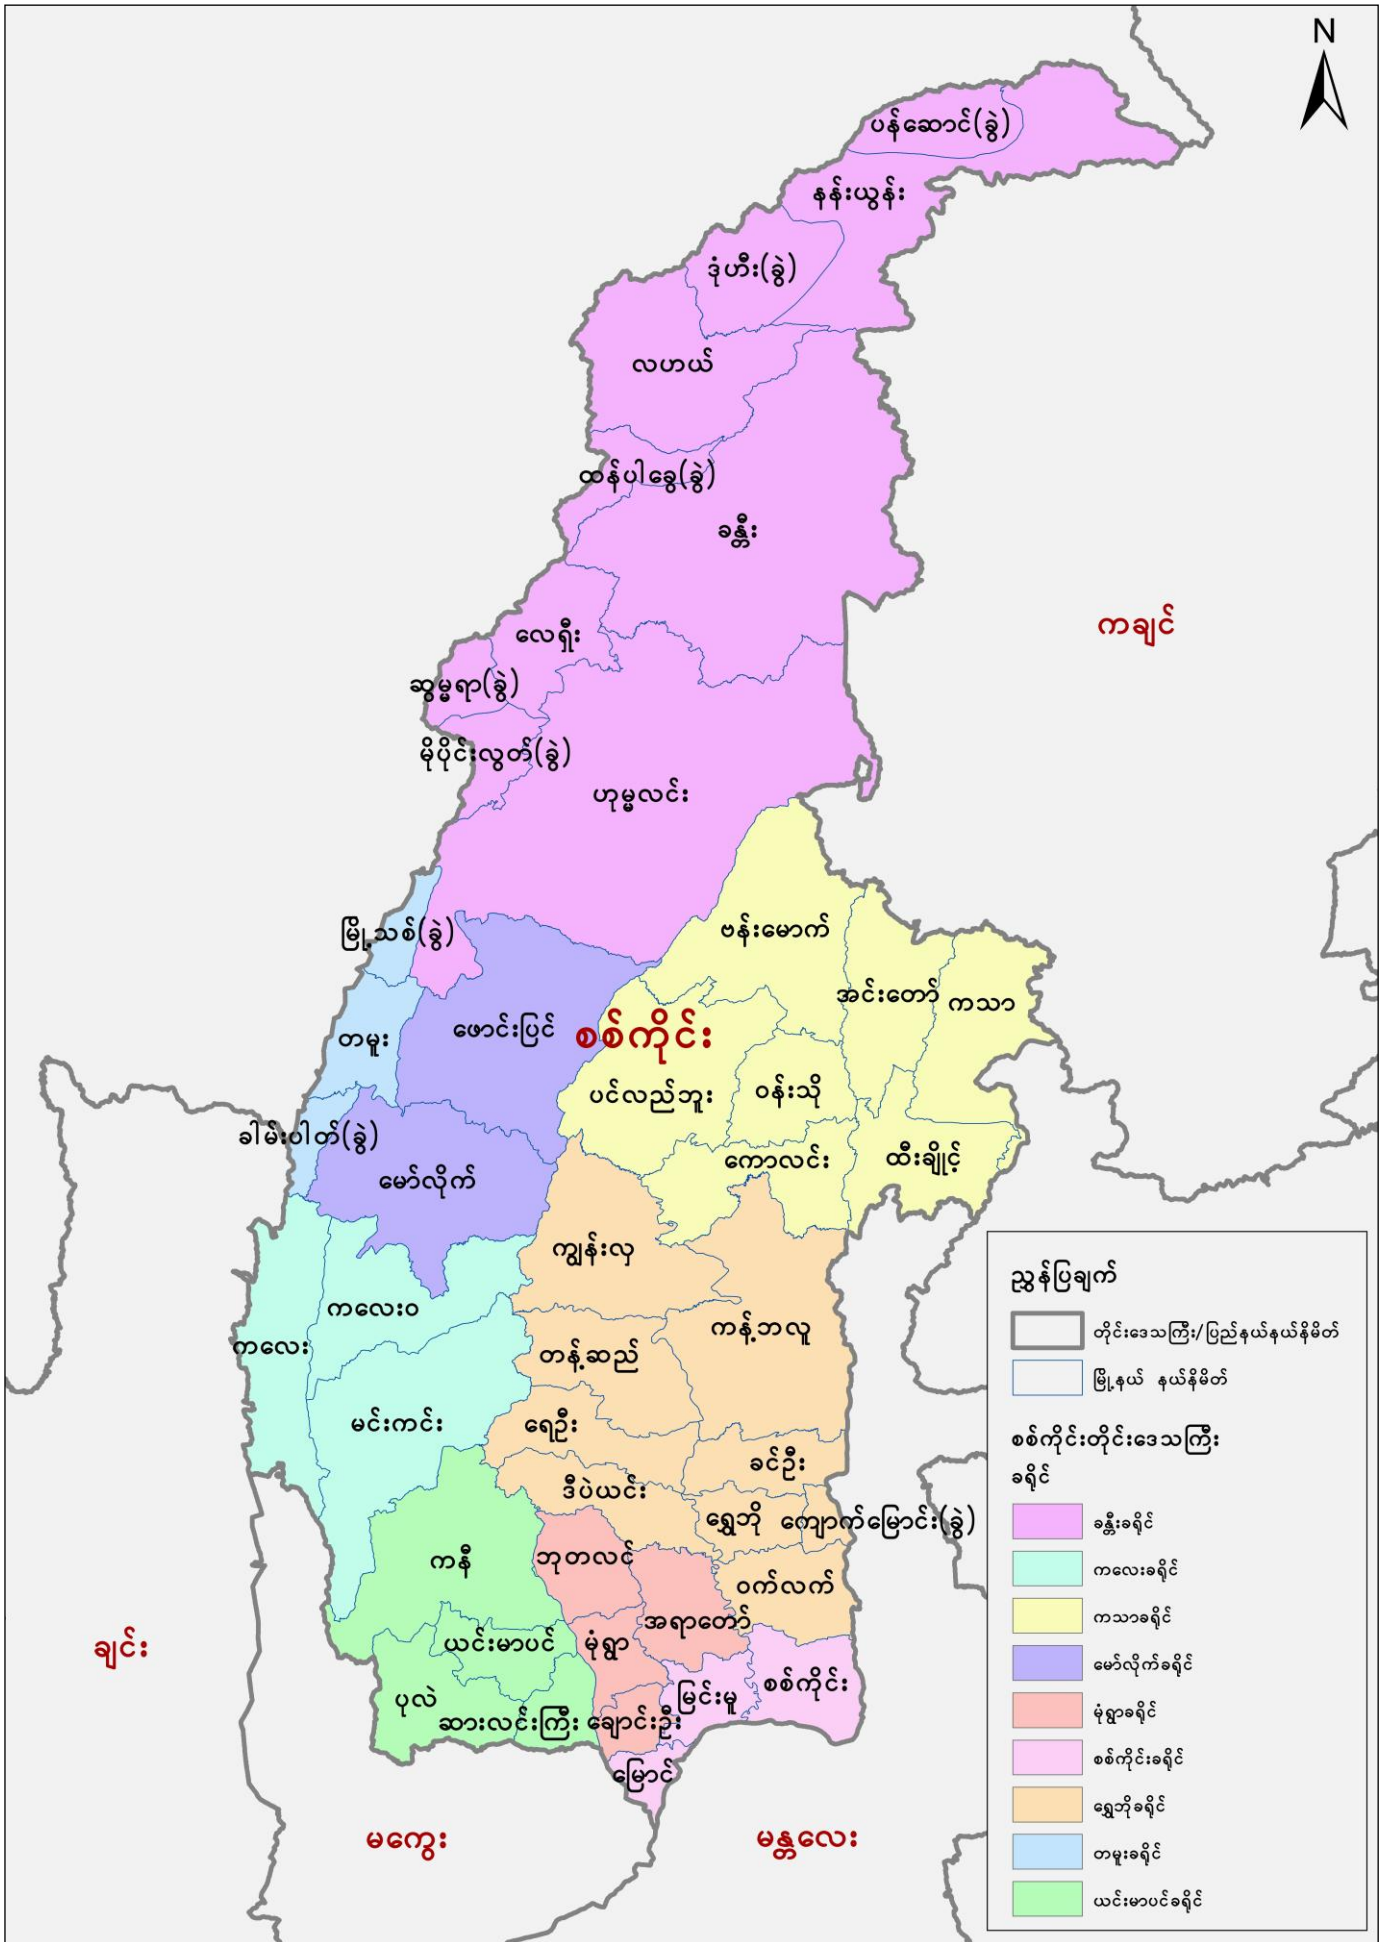 N
ပန်ဆောင်(ခွဲ)
နန်းယွန်း
ဒုံဟီး(ခွဲ)
လဟယ်
ထန်ပါခွေ(ခွဲ)
ခန္တီး
ကချင်
လေရှီး
ဆွမ္မရာ(ခွဲ)
မိုပိုင်းလွတ်(ခွဲ)
ဟုမ္မလင်း
မြို့သစ်(ခွဲ)
ဗန်းမောက်
အင်းတော်
ကသာ
တမူး
ဖောင်းပြင်
စစ်ကိုင်း
ပင်လည်ဘူး
ဝန်းသို
ခါမ်းပါတ်(ခွဲ)
မော်လိုက်
ကောလင်း
ထီးချိုင့်
ကျွန်းလှ
ကလေးဝ
ကလေး
တန့်ဆည်
ကန့်ဘလူ
မင်းကင်း
ရေဦး
ခင်ဦး
ဒီပဲယင်း
ရွှေဘို
ကျောက်မြောင်း(ခွဲ)
ကနီ
ဘုတလင်
ဝက်လက်
အရာတော်
ချင်း
ယင်းမာပင်
မုံရွာ
ပုလဲ
ဆားလင်းကြီး
ချောင်းဦး
မြင်းမူ
စစ်ကိုင်း
မြောင်
မကွေး
မန္တလေး
ညွှန်ပြချက်
တိုင်းဒေသကြီး/ပြည်နယ်နယ်နိမိတ်
မြို့နယ် နယ်နိမိတ်
စစ်ကိုင်းတိုင်းဒေသကြီး
ခရိုင်
ခန္တီးခရိုင်
ကလေးခရိုင်
ကသာခရိုင်
မော်လိုက်ခရိုင်
မုံရွာခရိုင်
စစ်ကိုင်းခရိုင်
ရွှေဘိုခရိုင်
တမူးခရိုင်
ယင်းမာပင်ခရိုင်